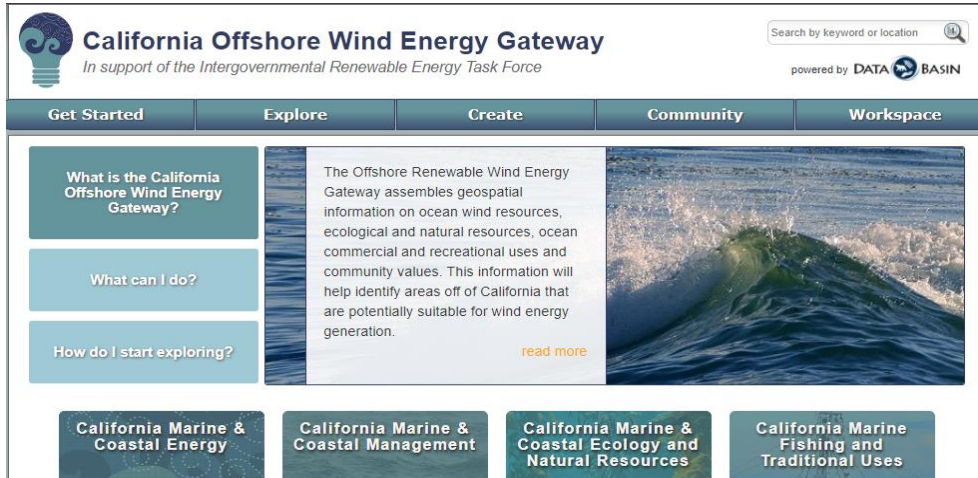 California Offshore Wind Energy Gateway
In support of the Intergovernmental Renewable Energy Task Force
Search by keyword or location
powered by DATA BASIN
Get Started
Explore
Create
Community
Workspace
What is the California
Offshore Wind Energy
Gateway?
What can I do?
How do I start exploring?
The Offshore Renewable Wind Energy
Gateway assembles geospatial
information on ocean wind resources,
ecological and natural resources, ocean
commercial and recreational uses and
community values. This information will
help identify areas off of California that
are potentially suitable for wind energy
generation.
read more
California Marine &
Coastal Energy
California Marine &
Coastal Management
California Marine &
Coastal Ecology and
Natural Resources
California Marine
Fishing and
Traditional Uses